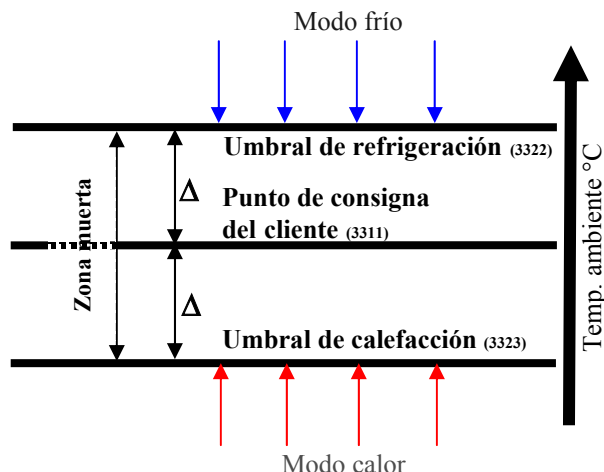 Modo frío
Umbral de refrigeración (3322)
Δ
Punto de consigna
del cliente (3311)
Zona muerta
Δ
Umbral de calefacción (3323)
Modo calor
Temp. ambiente °C